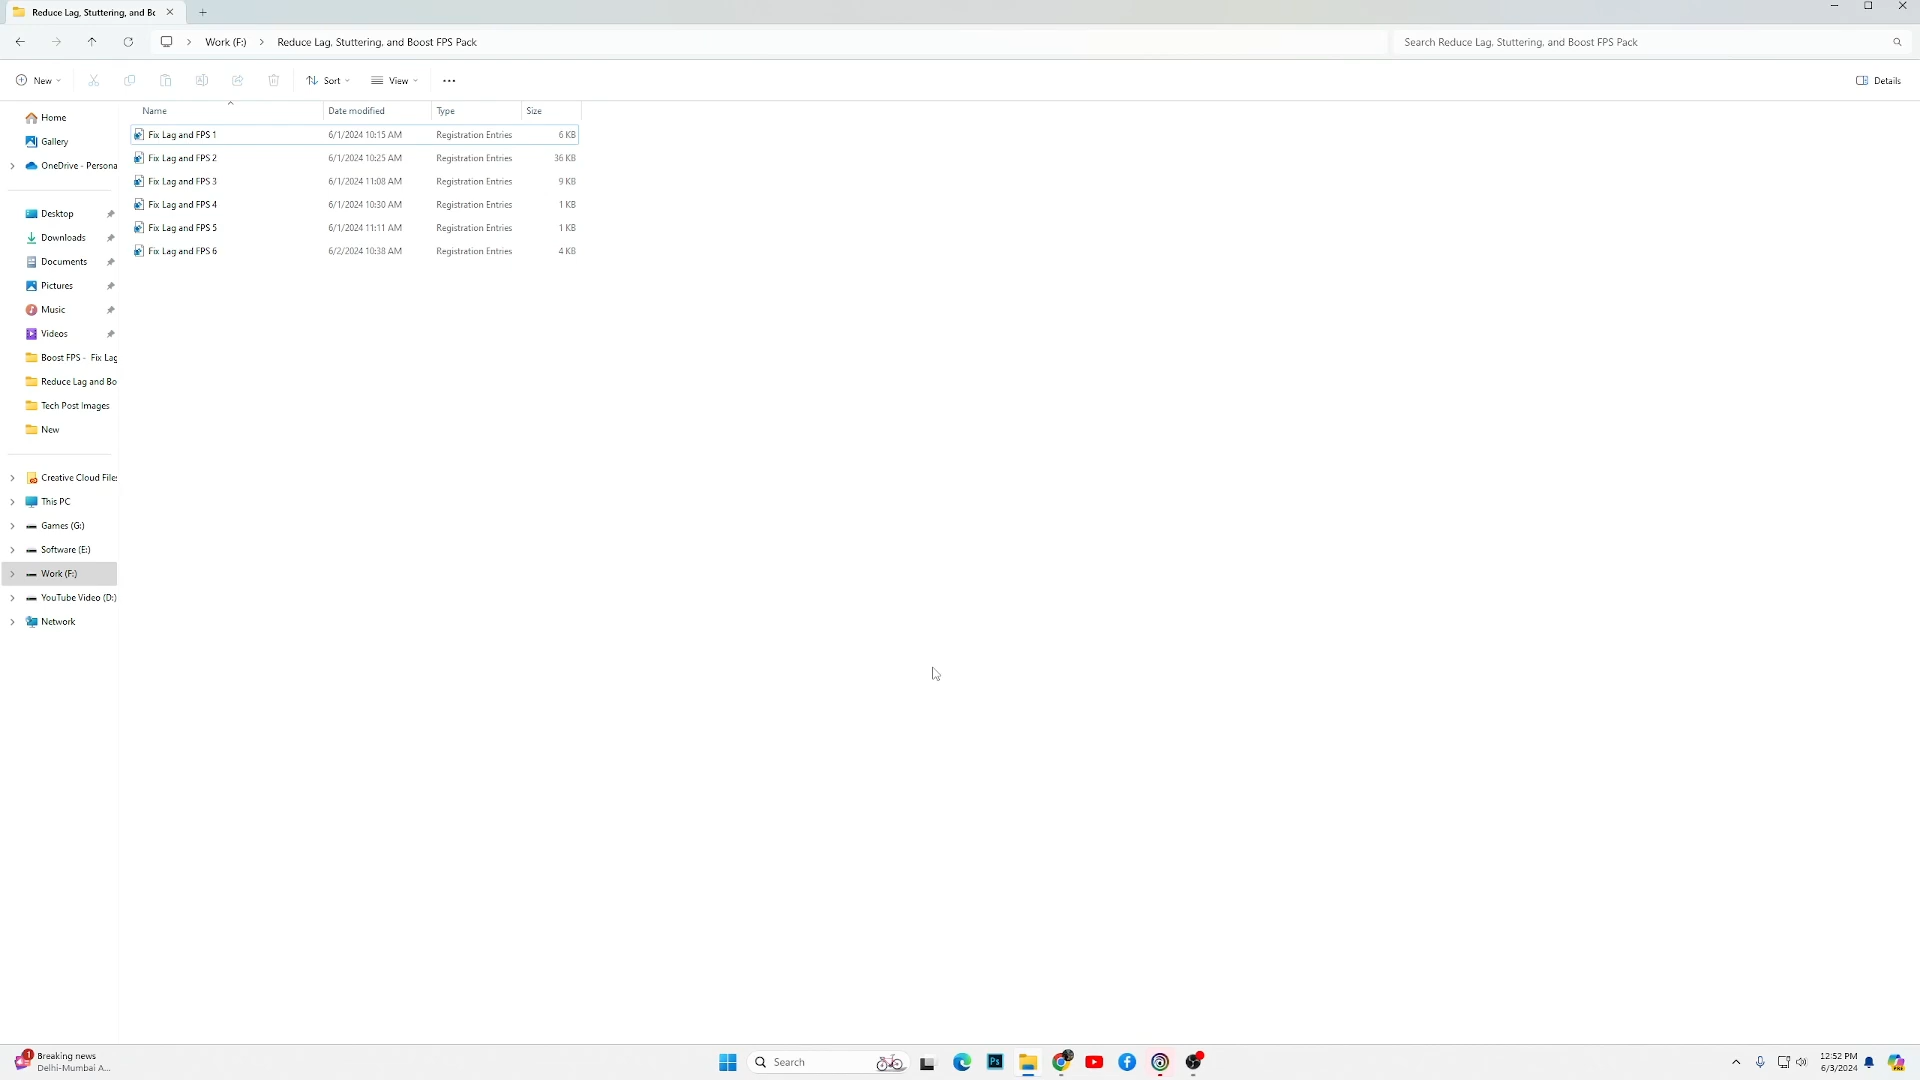 Reduce Lag, Stuttering, and Bo
Work (F:) Reduce Lag, Stuttering, and Boost FPS Pack
Search Reduce Lag, Stuttering, and Boost FPS Pack
New Sort View ... Details
Name Date modified Type Size
Home
Gallery
OneDrive - Persona
Desktop
Downloads
Documents
Pictures
Music
Videos
Boost FPS - Fix Lag
Reduce Lag and Bo
Tech Post Images
New
Creative Cloud Files
This PC
Games (G:)
Software (E:)
Work (F:)
YouTube Video (D:)
Network
Fix Lag and FPS 1 6/1/2024 10:15 AM Registration Entries 6 KB
Fix Lag and FPS 2 6/1/2024 10:25 AM Registration Entries 36 KB
Fix Lag and FPS 3 6/1/2024 11:08 AM Registration Entries 9 KB
Fix Lag and FPS 4 6/1/2024 10:30 AM Registration Entries 1 KB
Fix Lag and FPS 5 6/1/2024 11:11 AM Registration Entries 1 KB
Fix Lag and FPS 6 6/2/2024 10:38 AM Registration Entries 4 KB
1
Breaking news
Delhi-Mumbai A...
Search
Ps
12:52 PM
6/3/2024
PRE